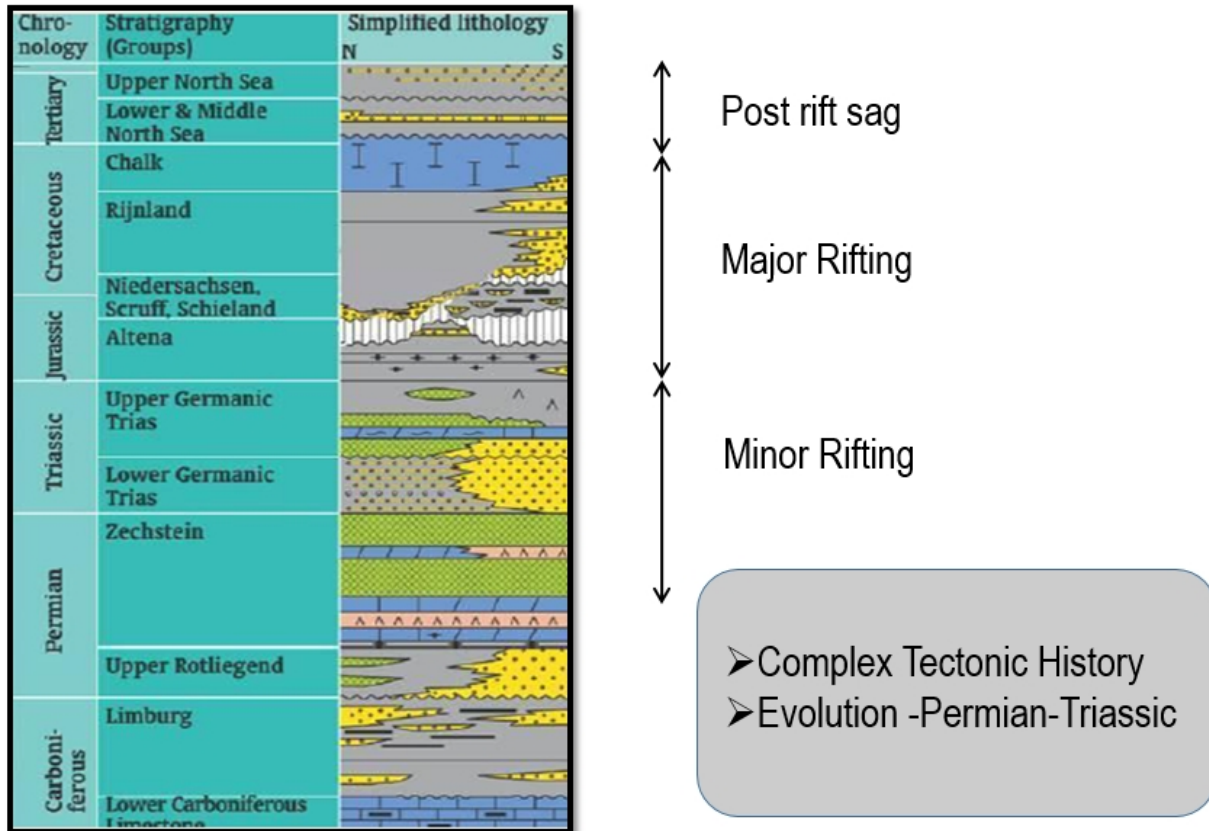 Chro-
nology
Stratigraphy
(Groups)
Simplified lithology
N
S
Tertiary
Upper North Sea
Lower & Middle
North Sea
Cretaceous
Chalk
Rijnland
Niedersachsen,
Scruff, Schieland
Jurassic
Altena
Triassic
Upper Germanic
Trias
Lower Germanic
Trias
Permian
Zechstein
Upper Rotliegend
Carboni-
ferous
Limburg
Lower Carboniferous
Limestone
Post rift sag
Major Rifting
Minor Rifting
➢Complex Tectonic History
➢Evolution -Permian-Triassic